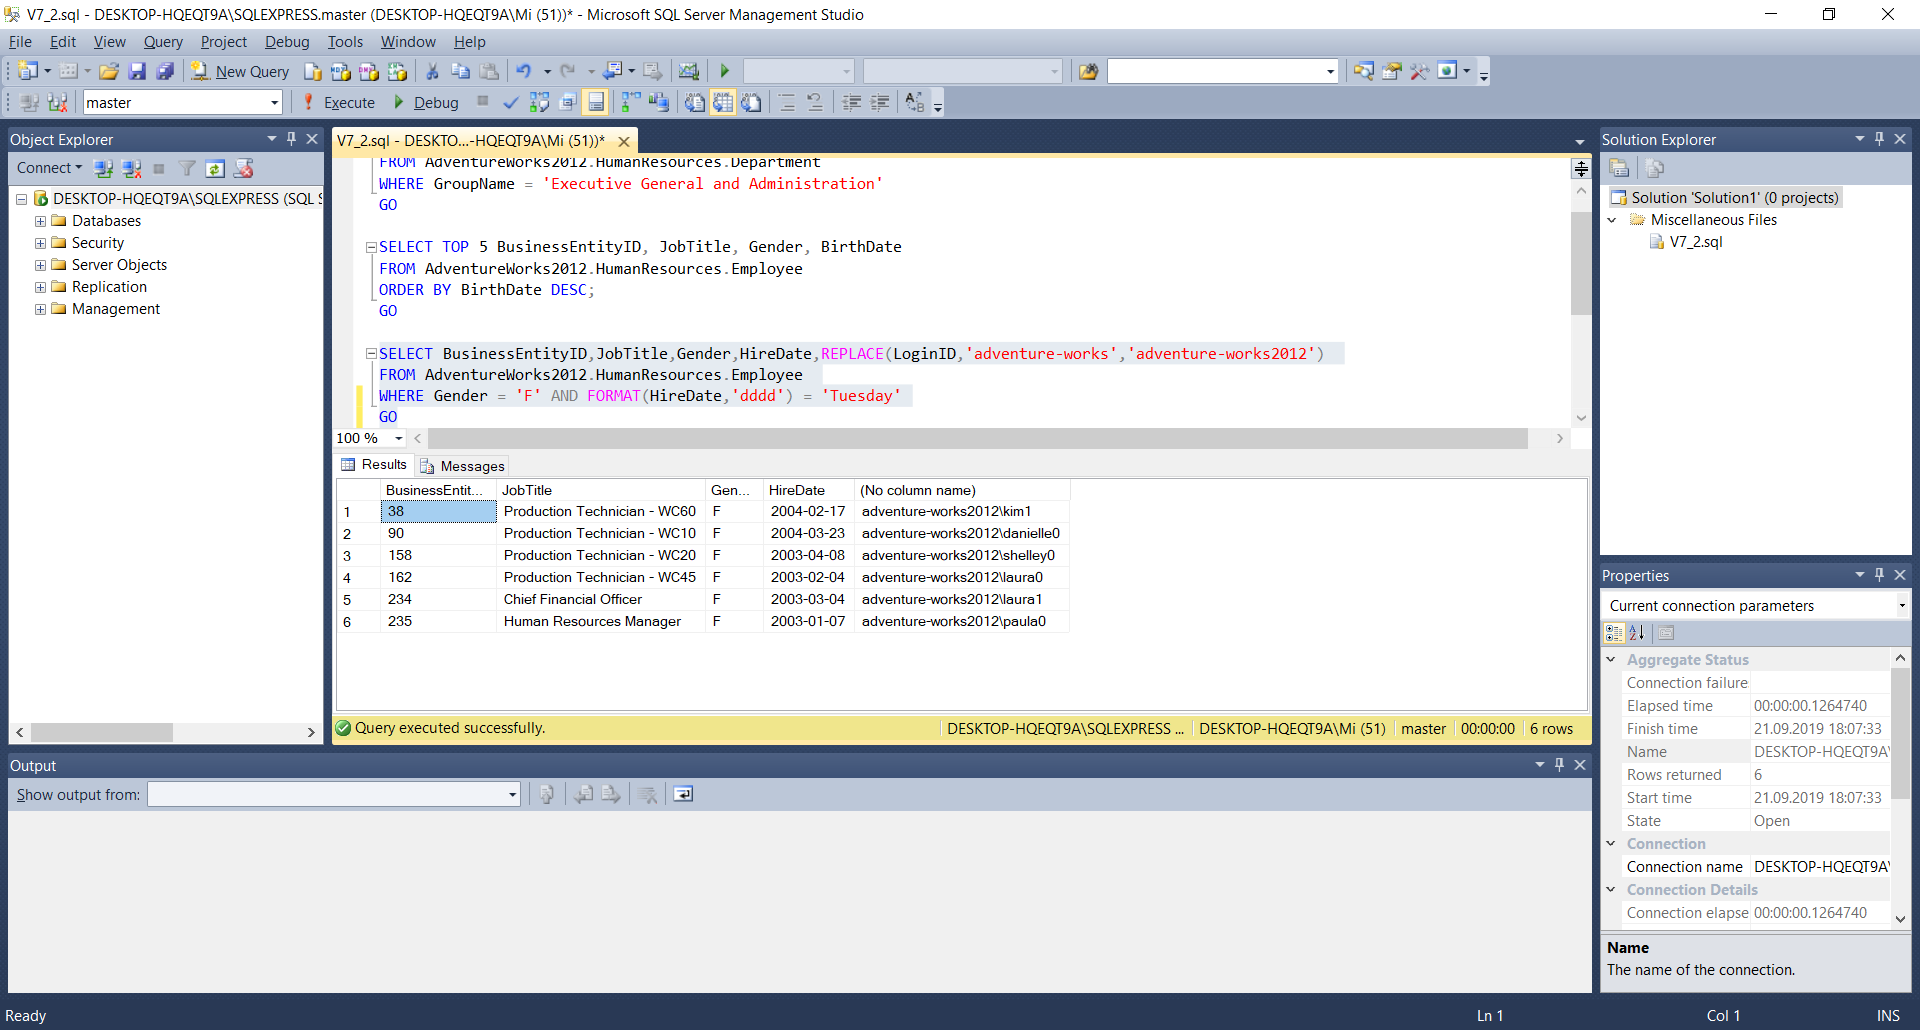 V7_2.sql - DESKTOP-HQEQT9A\SQLEXPRESS.master (DESKTOP-HQEQT9A\Mi (51))* - Microsoft SQL Server Management Studio
File Edit View Query Project Debug Tools Window Help
New Query
master Execute Debug
Object Explorer
Connect
DESKTOP-HQEQT9A\SQLEXPRESS (SQL S
Databases
Security
Server Objects
Replication
Management
V7_2.sql - DESKTO...-HQEQT9A\Mi (51))*
FROM AdventureWorks2012.HumanResources.Department
WHERE GroupName = 'Executive General and Administration'
GO
SELECT TOP 5 BusinessEntityID, JobTitle, Gender, BirthDate
FROM AdventureWorks2012.HumanResources.Employee
ORDER BY BirthDate DESC;
GO
SELECT BusinessEntityID,JobTitle,Gender,HireDate,REPLACE(LoginID,'adventure-works','adventure-works2012')
FROM AdventureWorks2012.HumanResources.Employee
WHERE Gender = 'F' AND FORMAT(HireDate,'dddd') = 'Tuesday'
GO
100 %
Results Messages
BusinessEntit... JobTitle Gen... HireDate (No column name)
1 38 Production Technician - WC60 F 2004-02-17 adventure-works2012\kim1
2 90 Production Technician - WC10 F 2004-03-23 adventure-works2012\danielle0
3 158 Production Technician - WC20 F 2003-04-08 adventure-works2012\shelley0
4 162 Production Technician - WC45 F 2003-02-04 adventure-works2012\laura0
5 234 Chief Financial Officer F 2003-03-04 adventure-works2012\laura1
6 235 Human Resources Manager F 2003-01-07 adventure-works2012\paula0
Query executed successfully. DESKTOP-HQEQT9A\SQLEXPRESS ... DESKTOP-HQEQT9A\Mi (51) master 00:00:00 6 rows
Solution Explorer
Solution 'Solution1' (0 projects)
Miscellaneous Files
V7_2.sql
Properties
Current connection parameters
Aggregate Status
Connection failure
Elapsed time 00:00:00.1264740
Finish time 21.09.2019 18:07:33
Name DESKTOP-HQEQT9A\
Rows returned 6
Start time 21.09.2019 18:07:33
State Open
Connection
Connection name DESKTOP-HQEQT9A\
Connection Details
Connection elapse 00:00:00.1264740
Name
The name of the connection.
Output
Show output from:
Ready Ln 1 Col 1 INS